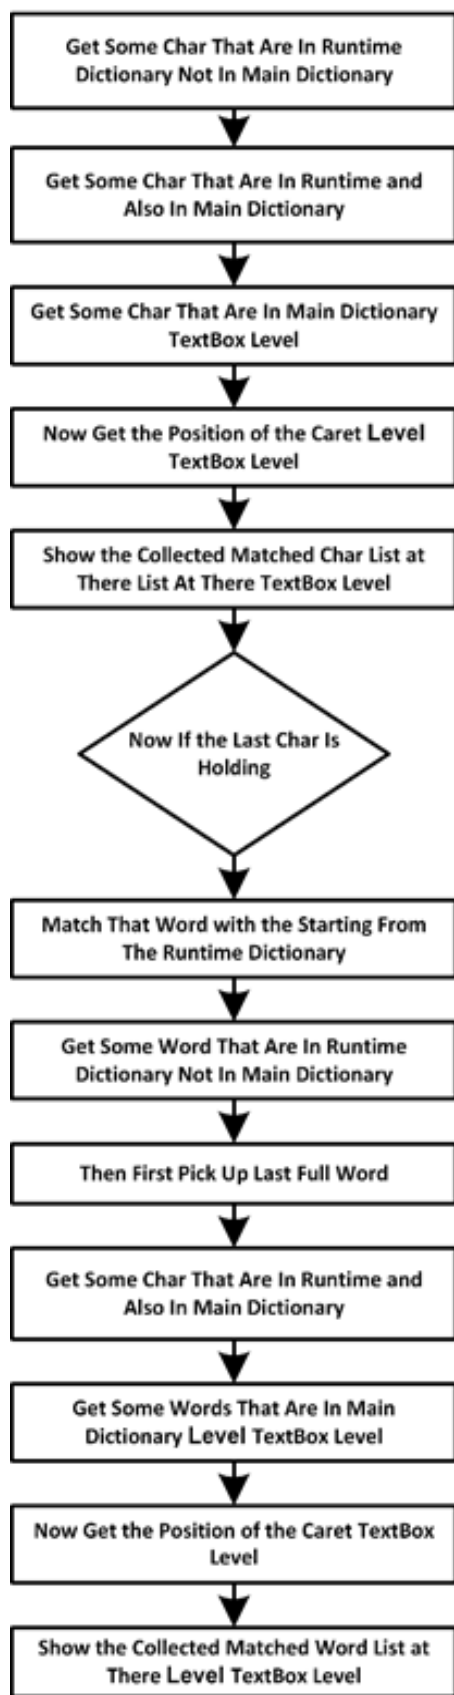 Get Some Char That Are In Runtime
Dictionary Not In Main Dictionary
Get Some Char That Are In Runtime and
Also In Main Dictionary
Get Some Char That Are In Main Dictionary
TextBox Level
Now Get the Position of the Caret Level
TextBox Level
Show the Collected Matched Char List at
There List At There TextBox Level
Now If the Last Char Is
Holding
Match That Word with the Starting From
The Runtime Dictionary
Get Some Word That Are In Runtime
Dictionary Not In Main Dictionary
Then First Pick Up Last Full Word
Get Some Char That Are In Runtime and
Also In Main Dictionary
Get Some Words That Are In Main
Dictionary Level TextBox Level
Now Get the Position of the Caret TextBox
Level
Show the Collected Matched Word List at
There Level TextBox Level